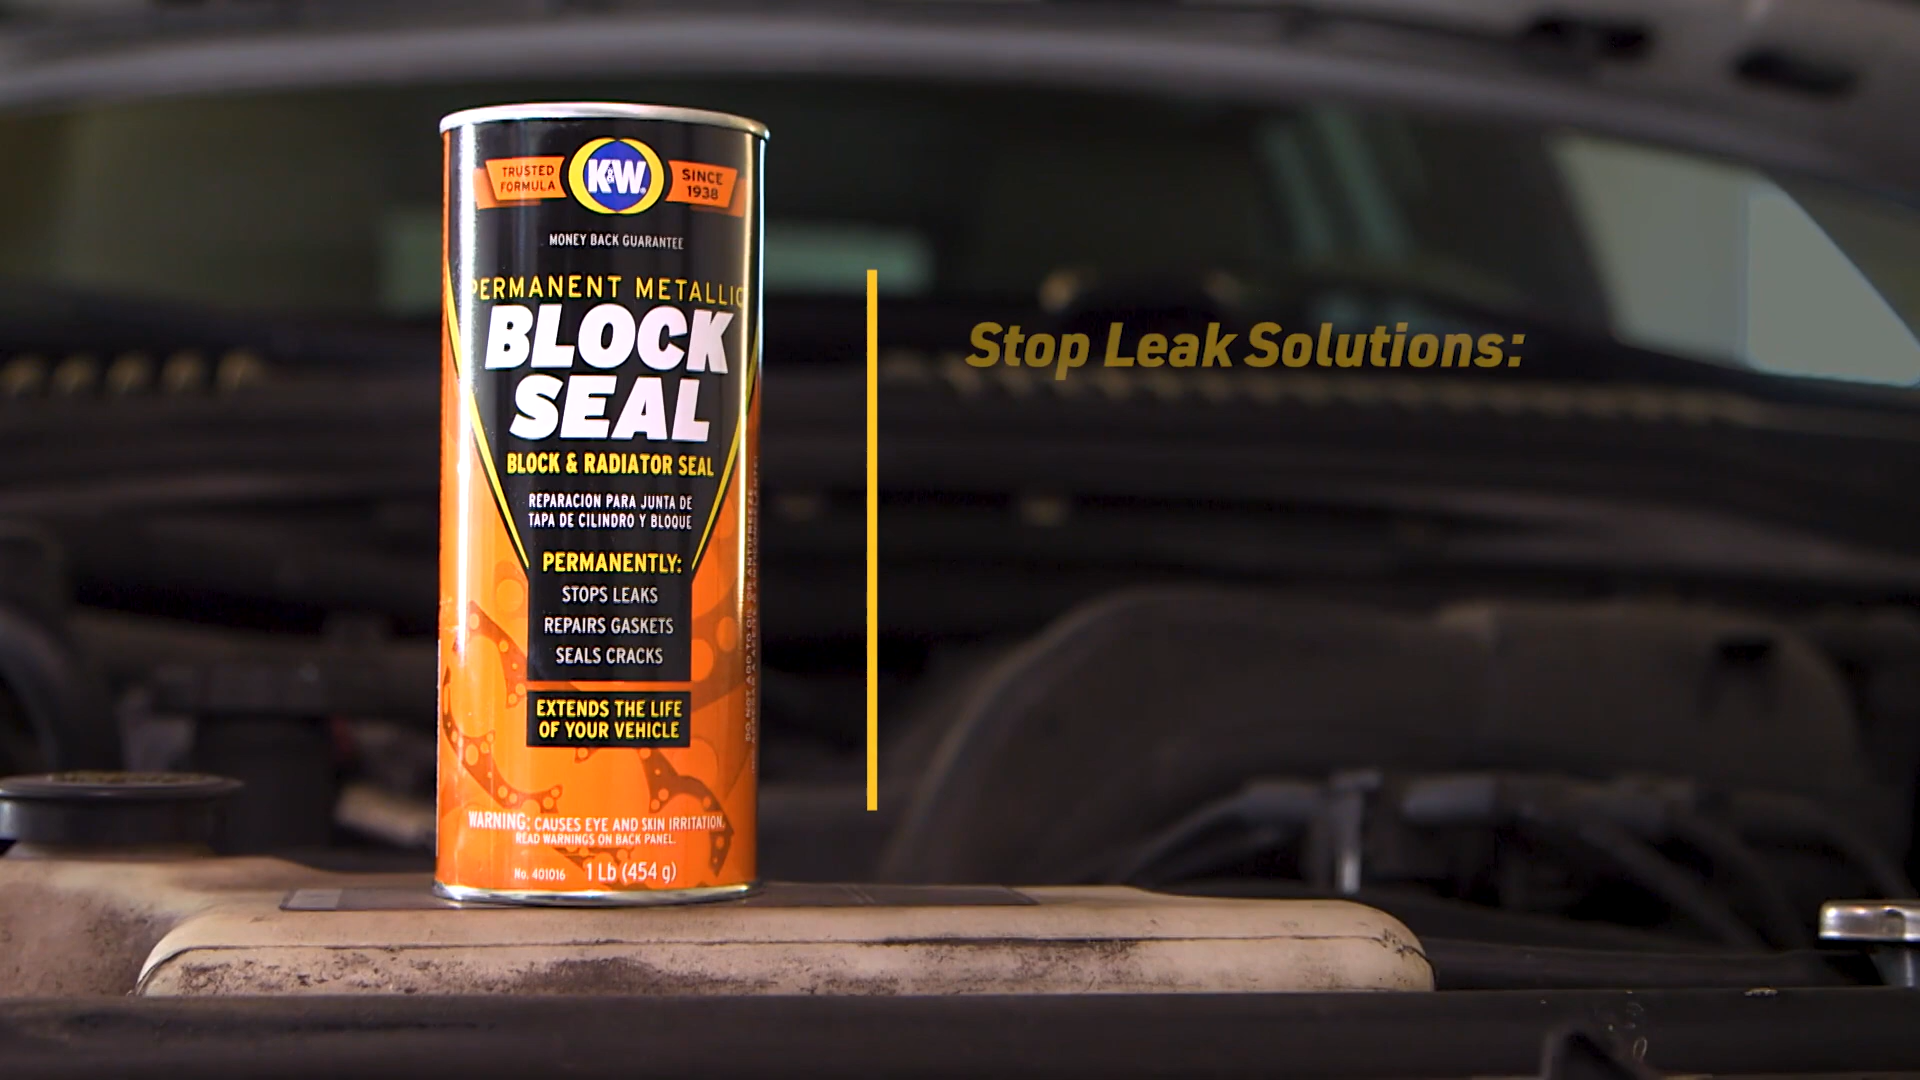 TRUSTED
FORMULA
K&W
SINCE
1938
MONEY BACK GUARANTEE
PERMANENT METALLIC
BLOCK
SEAL
BLOCK & RADIATOR SEAL
REPARACION PARA JUNTA DE
TAPA DE CILINDRO Y BLOQUE
PERMANENTLY:
STOPS LEAKS
REPAIRS GASKETS
SEALS CRACKS
EXTENDS THE LIFE
OF YOUR VEHICLE
WARNING: CAUSES EYE AND SKIN IRRITATION.
READ WARNINGS ON BACK PANEL.
No. 401016 1 Lb (454 g)
Stop Leak Solutions: